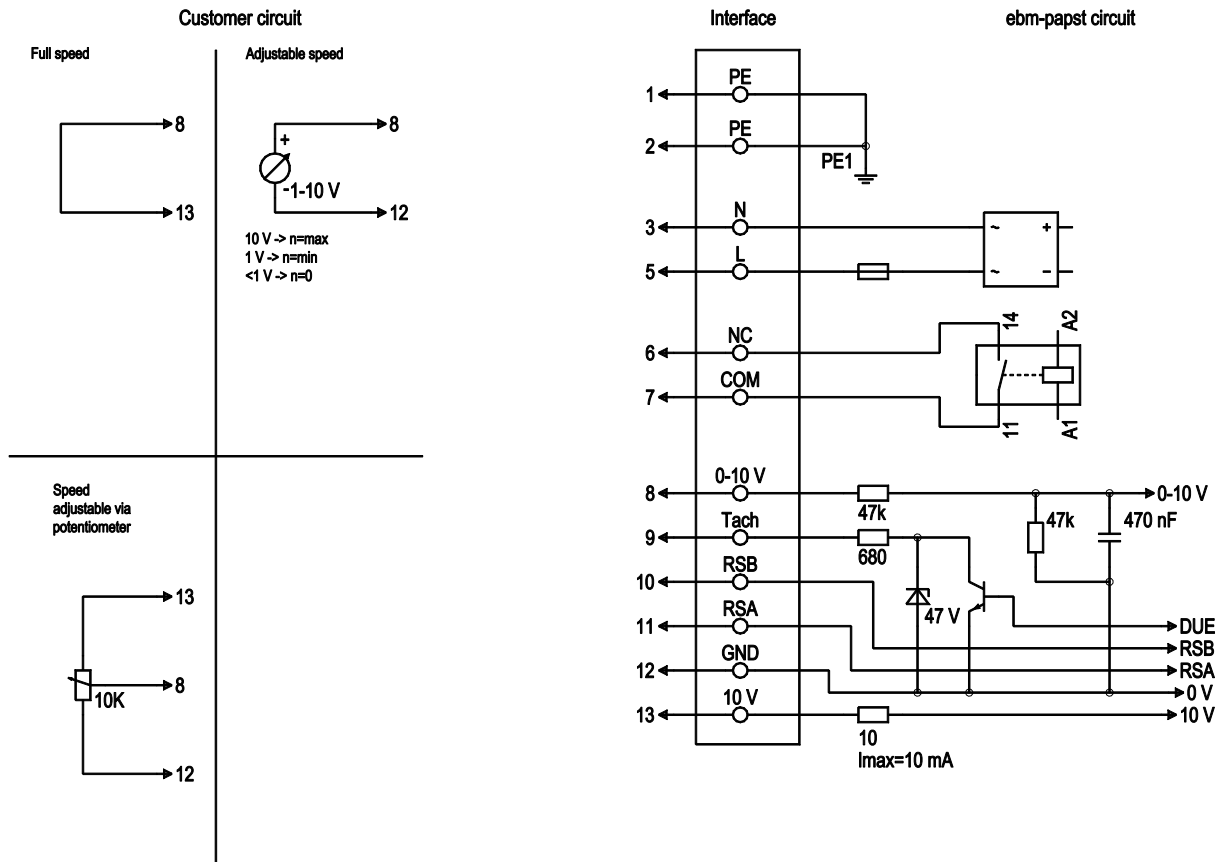 Customer circuit
Interface
ebm-papst circuit
Full speed
Adjustable speed
8
13
+
8
-1-10 V
12
10 V -> n=max
1 V -> n=min
<1 V -> n=0
Speed
adjustable via
potentiometer
13
8
10K
12
1
PE
2
PE
PE1
3
N
~
+
5
L
~
-
6
NC
14
A2
7
COM
11
A1
8
0-10 V
47k
47k
470 nF
0-10 V
9
Tach
680
10
RSB
47 V
11
RSA
DUE
RSB
12
GND
RSA
0 V
13
10 V
10
10 V
Imax=10 mA